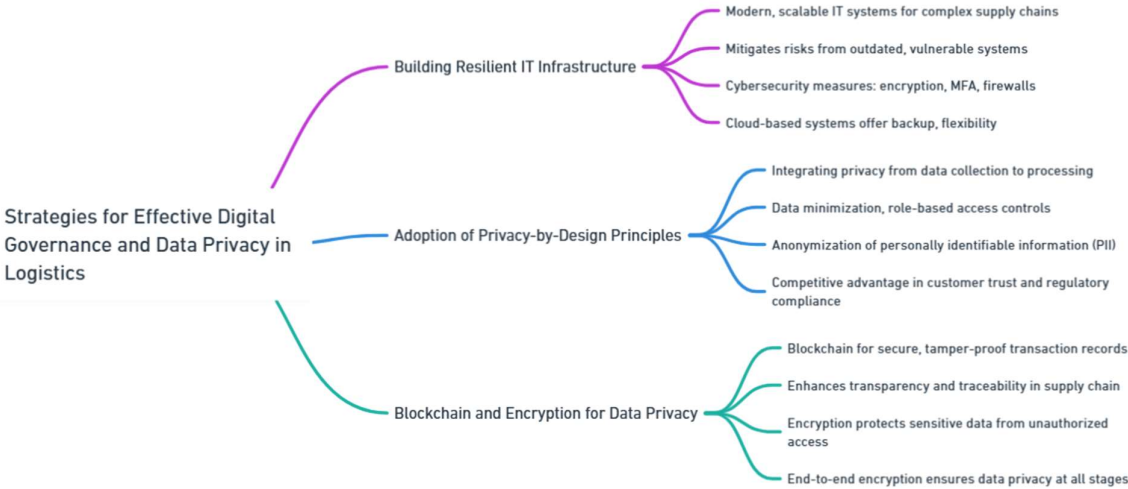 Strategies for Effective Digital
Governance and Data Privacy in
Logistics
Building Resilient IT Infrastructure
Modern, scalable IT systems for complex supply chains
Mitigates risks from outdated, vulnerable systems
Cybersecurity measures: encryption, MFA, firewalls
Cloud-based systems offer backup, flexibility
Adoption of Privacy-by-Design Principles
Integrating privacy from data collection to processing
Data minimization, role-based access controls
Anonymization of personally identifiable information (PII)
Competitive advantage in customer trust and regulatory
compliance
Blockchain and Encryption for Data Privacy
Blockchain for secure, tamper-proof transaction records
Enhances transparency and traceability in supply chain
Encryption protects sensitive data from unauthorized
access
End-to-end encryption ensures data privacy at all stages